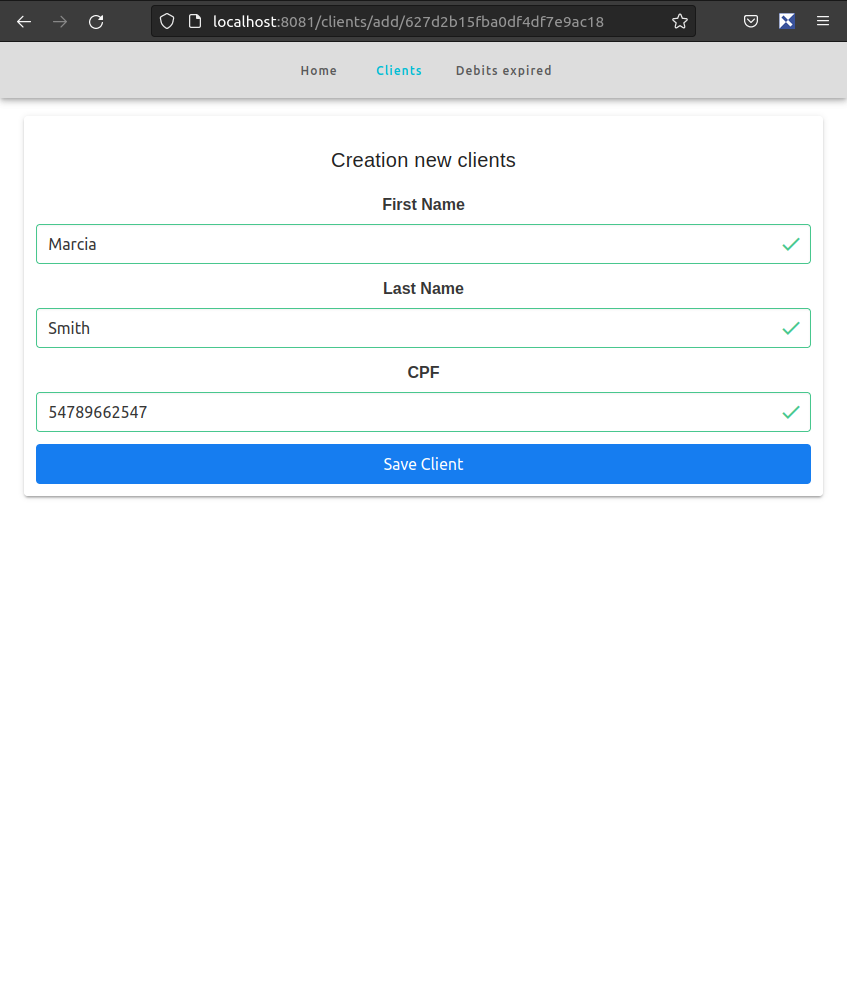 localhost:8081/clients/add/627d2b15fba0df4df7e9ac18
Home Clients Debits expired
Creation new clients
First Name
Marcia
Last Name
Smith
CPF
54789662547
Save Client